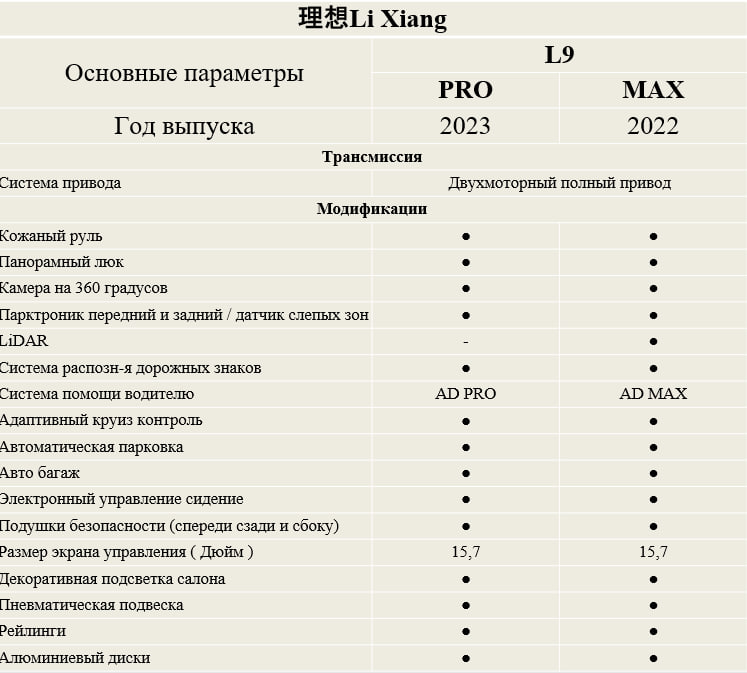 理想Li Xiang
Основные параметры
L9
PRO MAX
Год выпуска 2023 2022
Трансмиссия
Система привода Двухмоторный полный привод
Модификации
Кожаный руль ● ●
Панорамный люк ● ●
Камера на 360 градусов ● ●
Парктроник передний и задний / датчик слепых зон ● ●
LiDAR - ●
Система распозн-я дорожных знаков ● ●
Система помощи водителю AD PRO AD MAX
Адаптивный круиз контроль ● ●
Автоматическая парковка ● ●
Авто багаж ● ●
Электронный управление сидение ● ●
Подушки безопасности (спереди сзади и сбоку) ● ●
Размер экрана управления ( Дюйм ) 15,7 15,7
Декоративная подсветка салона ● ●
Пневматическая подвеска ● ●
Рейлинги ● ●
Алюминиевый диски ● ●